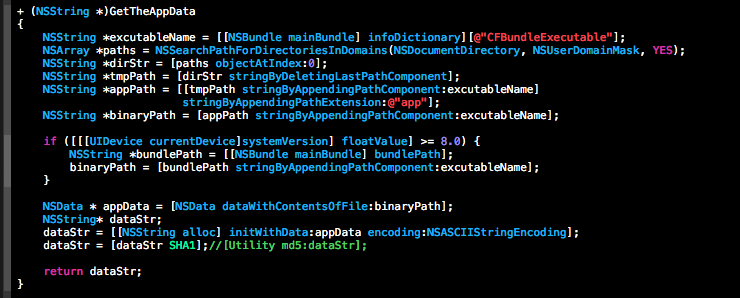 + (NSString *)GetTheAppData
{
    NSString *excutableName = [[NSBundle mainBundle] infoDictionary][@"CFBundleExecutable"];
    NSArray *paths = NSSearchPathForDirectoriesInDomains(NSDocumentDirectory, NSUserDomainMask, YES);
    NSString *dirStr = [paths objectAtIndex:0];
    NSString *tmpPath = [dirStr stringByDeletingLastPathComponent];
    NSString *appPath = [[tmpPath stringByAppendingPathComponent:excutableName]
                         stringByAppendingPathExtension:@"app"];
    NSString *binaryPath = [appPath stringByAppendingPathComponent:excutableName];

    if ([[[UIDevice currentDevice]systemVersion] floatValue] >= 8.0) {
        NSString *bundlePath = [[NSBundle mainBundle] bundlePath];
        binaryPath = [bundlePath stringByAppendingPathComponent:excutableName];
    }

    NSData * appData = [NSData dataWithContentsOfFile:binaryPath];
    NSString* dataStr;
    dataStr = [[NSString alloc] initWithData:appData encoding:NSASCIIStringEncoding];
    dataStr = [dataStr SHA1];//[Utility md5:dataStr];

    return dataStr;
}